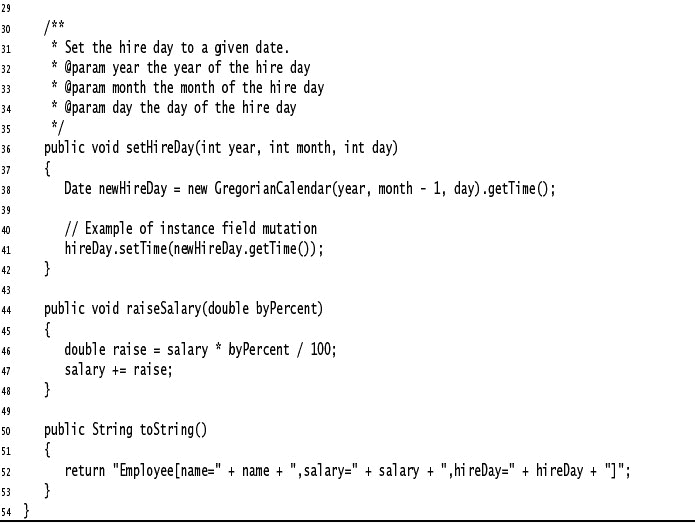 29
30    /**
31     * Set the hire day to a given date.
32     * @param year the year of the hire day
33     * @param month the month of the hire day
34     * @param day the day of the hire day
35     */
36    public void setHireDay(int year, int month, int day)
37    {
38       Date newHireDay = new GregorianCalendar(year, month - 1, day).getTime();
39
40       // Example of instance field mutation
41       hireDay.setTime(newHireDay.getTime());
42    }
43
44    public void raiseSalary(double byPercent)
45    {
46       double raise = salary * byPercent / 100;
47       salary += raise;
48    }
49
50    public String toString()
51    {
52       return "Employee[name=" + name + ",salary=" + salary + ",hireDay=" + hireDay + "]";
53    }
54 }